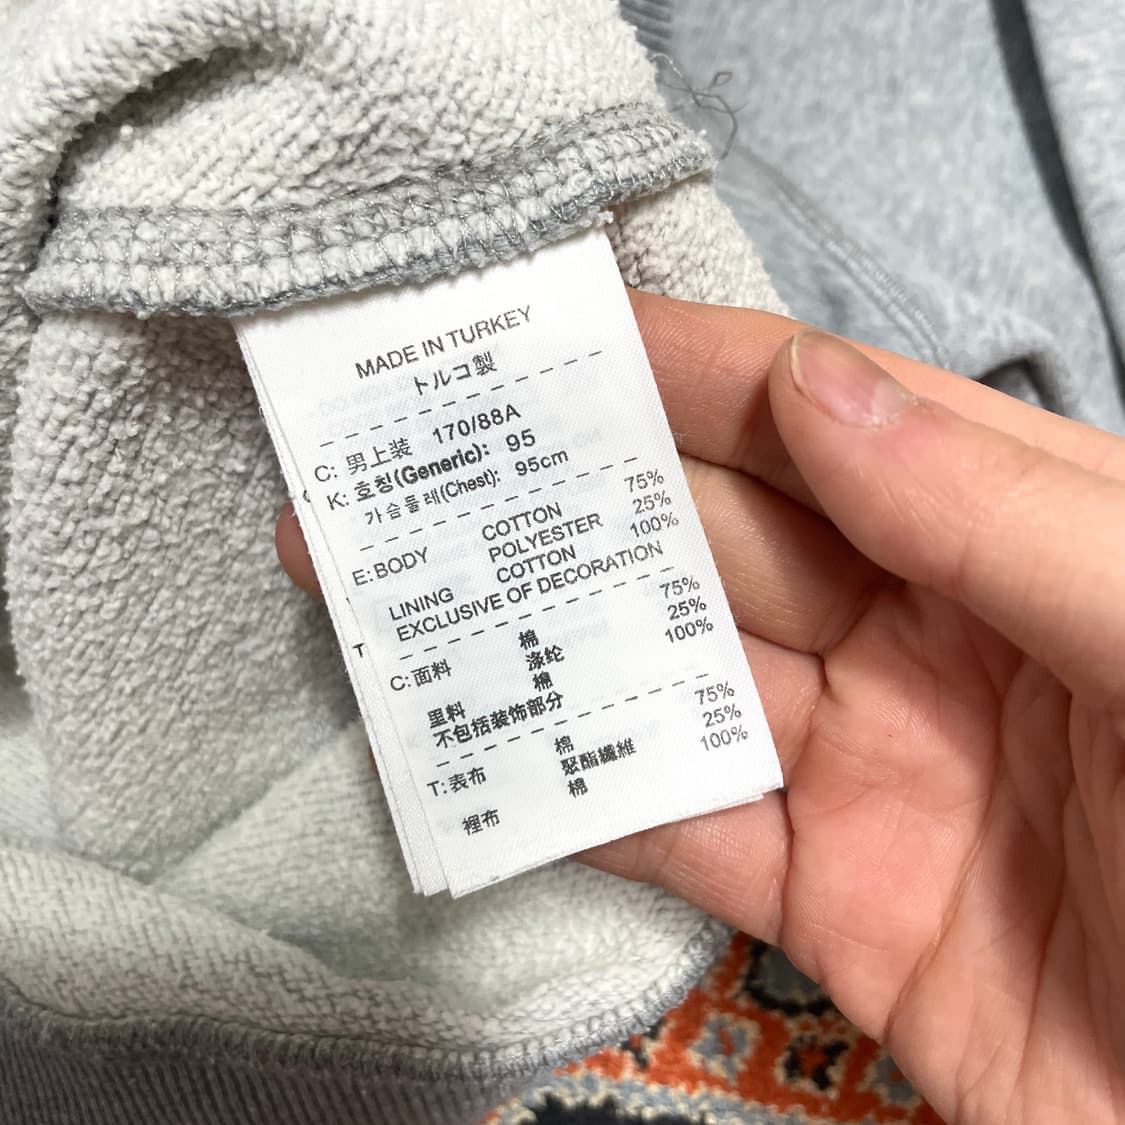 MADE IN TURKEY
トルコ製
C: 男上装 170/88A
K: 호칭(Generic): 95
가슴둘레(Chest): 95cm
E:BODY COTTON 75%
POLYESTER 25%
LINING COTTON 100%
EXCLUSIVE OF DECORATION
C:面料 棉 75%
涤纶 25%
里料 棉 100%
不包括装饰部分
T:表布 棉 75%
聚酯纖維 25%
裡布 棉 100%